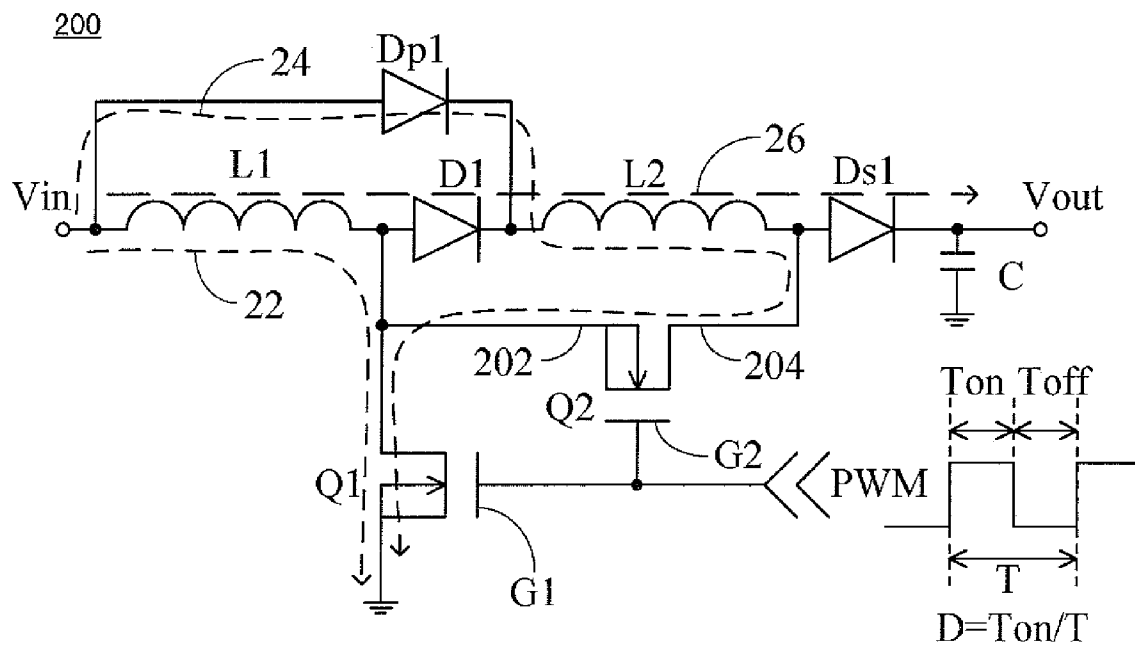 200
24
Dp1
Vin
L1
D1
L2
26
Ds1
Vout
22
C
202
204
Ton
Toff
Q2
G2
Q1
PWM
G1
T
D=Ton/T